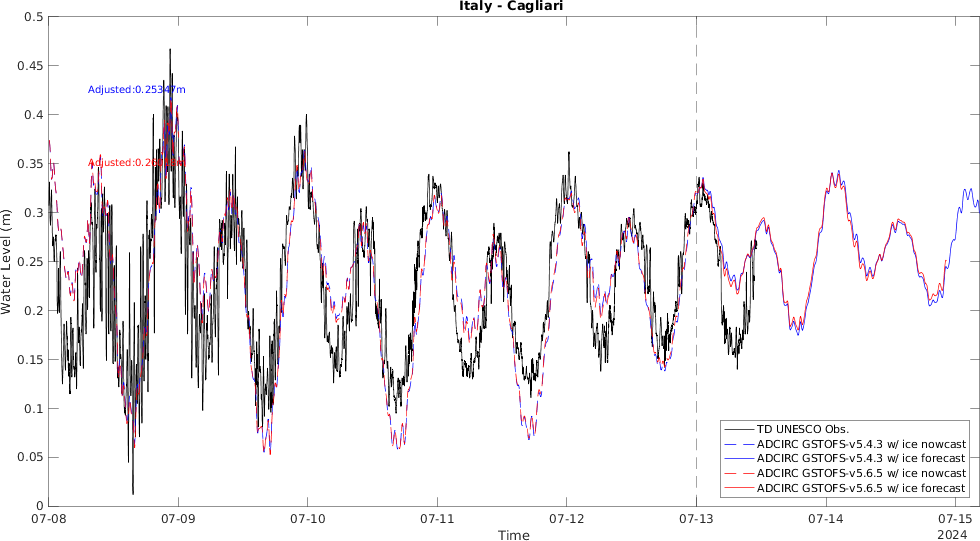 Italy - Cagliari
0.5
0.45
0.4
0.35
0.3
0.25
0.2
0.15
0.1
0.05
0
Water Level (m)
Adjusted:0.25347m
TD UNESCO Obs.
ADCIRC GSTOFS-v5.4.3 w/ ice nowcast
ADCIRC GSTOFS-v5.4.3 w/ ice forecast
ADCIRC GSTOFS-v5.6.5 w/ ice nowcast
ADCIRC GSTOFS-v5.6.5 w/ ice forecast
07-08 07-09 07-10 07-11 07-12 07-13 07-14 07-15
Time
2024